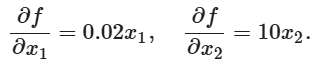 ∂f/∂x₁ = 0.02x₁, ∂f/∂x₂ = 10x₂.